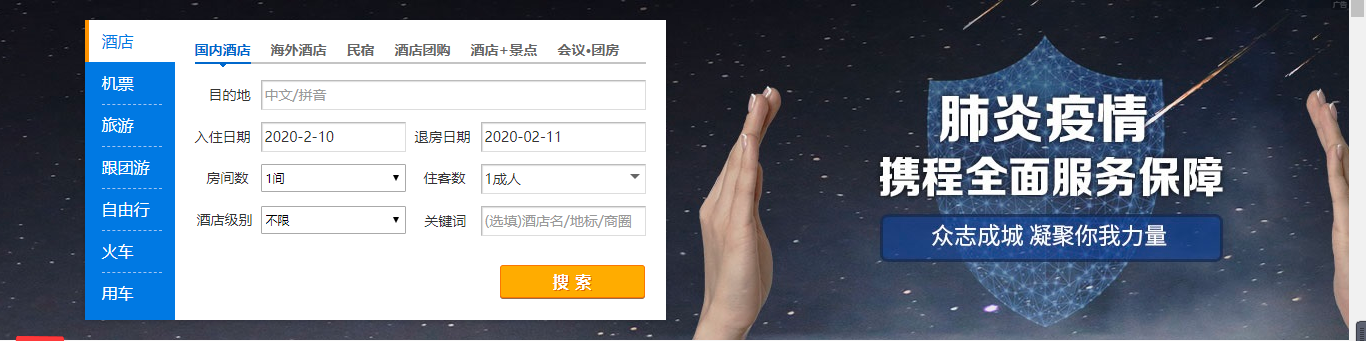 广告
酒店
机票
旅游
跟团游
自由行
火车
用车
国内酒店 海外酒店 民宿 酒店团购 酒店+景点 会议•团房
目的地 中文/拼音
入住日期 2020-2-10 退房日期 2020-02-11
房间数 1间 住客数 1成人
酒店级别 不限 关键词 (选填)酒店名/地标/商圈
搜 索
肺炎疫情
携程全面服务保障
众志成城 凝聚你我力量